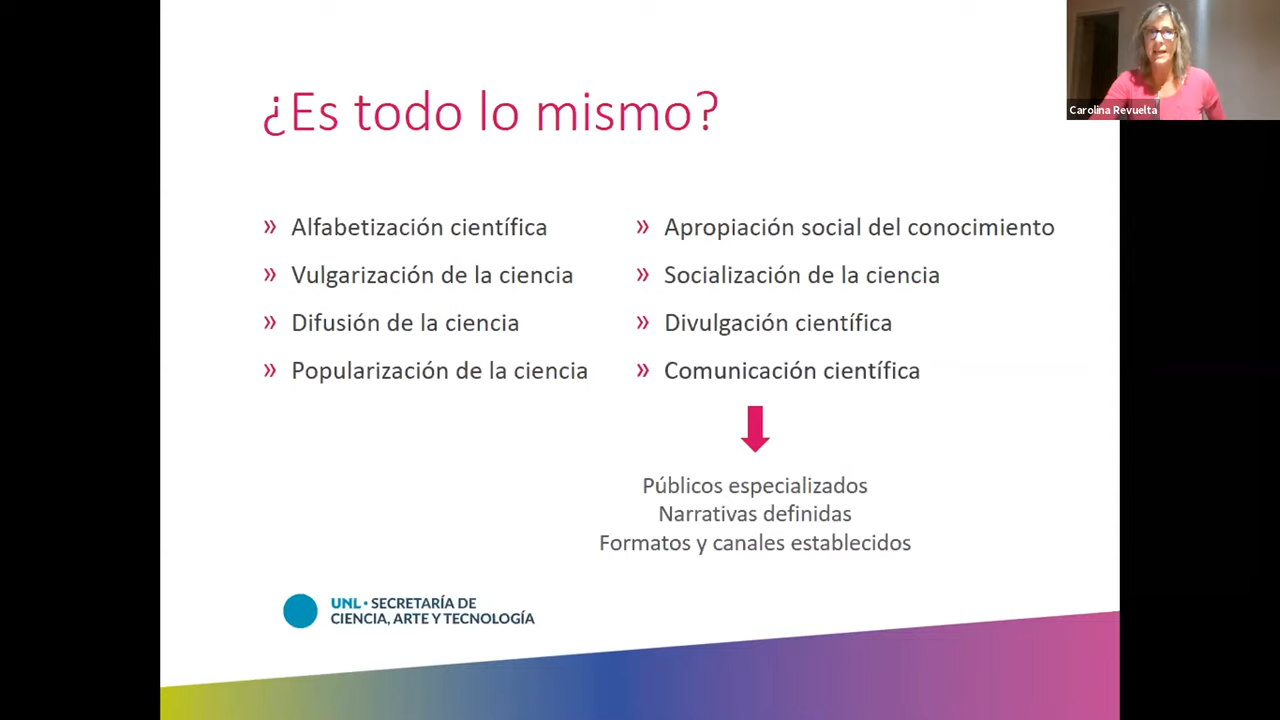 ¿Es todo lo mismo?
» Alfabetización científica
» Vulgarización de la ciencia
» Difusión de la ciencia
» Popularización de la ciencia
» Apropiación social del conocimiento
» Socialización de la ciencia
» Divulgación científica
» Comunicación científica
Públicos especializados
Narrativas definidas
Formatos y canales establecidos
UNL · SECRETARÍA DE
CIENCIA, ARTE Y TECNOLOGÍA
Carolina Revuelta